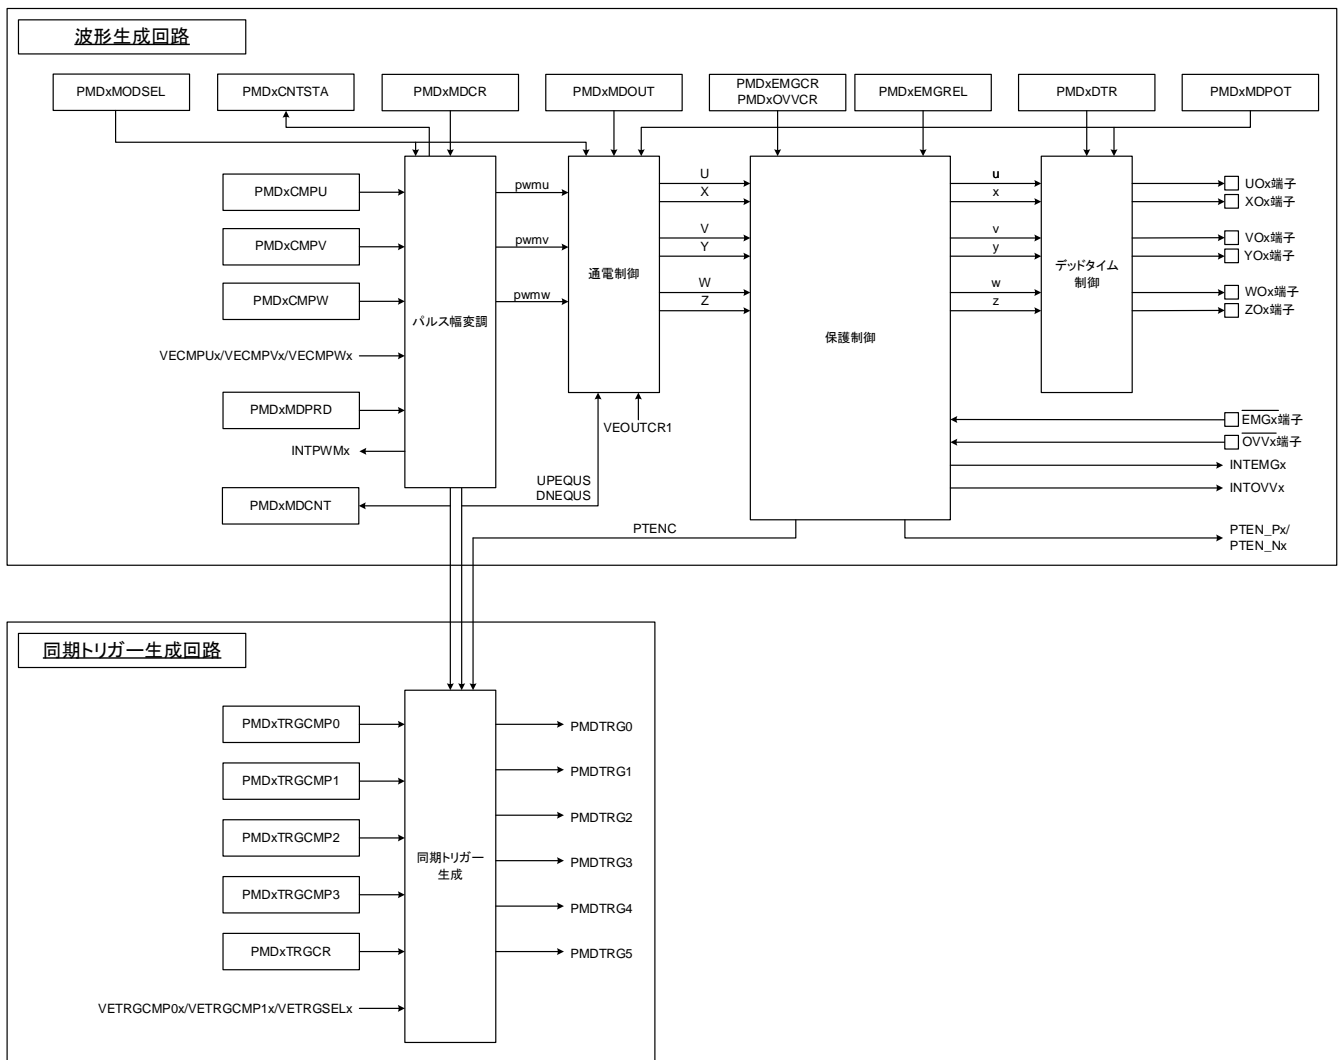 波形生成回路
PMDxMODSEL
PMDxCNTSTA
PMDxMDCR
PMDxMDOUT
PMDxEMGCR
PMDxOVVCR
PMDxEMGREL
PMDxDTR
PMDxMDPOT
PMDxCMPU
PMDxCMPV
PMDxCMPW
VECMPUx/VECMPVx/VECMPWx
PMDxMDPRD
INTPWMx
PMDxMDCNT
パルス幅変調
pwmu
pwmv
pwmw
通電制御
UPEQUS
DNEQUS
VEOUTCR1
U
X
V
Y
W
Z
保護制御
PTENC
u
x
v
y
w
z
デッドタイム
制御
UOx端子
XOx端子
VOx端子
YOx端子
WOx端子
ZOx端子
EMGx端子
OVVx端子
INTEMGx
INTOVVx
PTEN_Px/
PTEN_Nx
同期トリガー生成回路
PMDxTRGCMP0
PMDxTRGCMP1
PMDxTRGCMP2
PMDxTRGCMP3
PMDxTRGCR
VETRGCMP0x/VETRGCMP1x/VETRGSELx
同期トリガー
生成
PMDTRG0
PMDTRG1
PMDTRG2
PMDTRG3
PMDTRG4
PMDTRG5